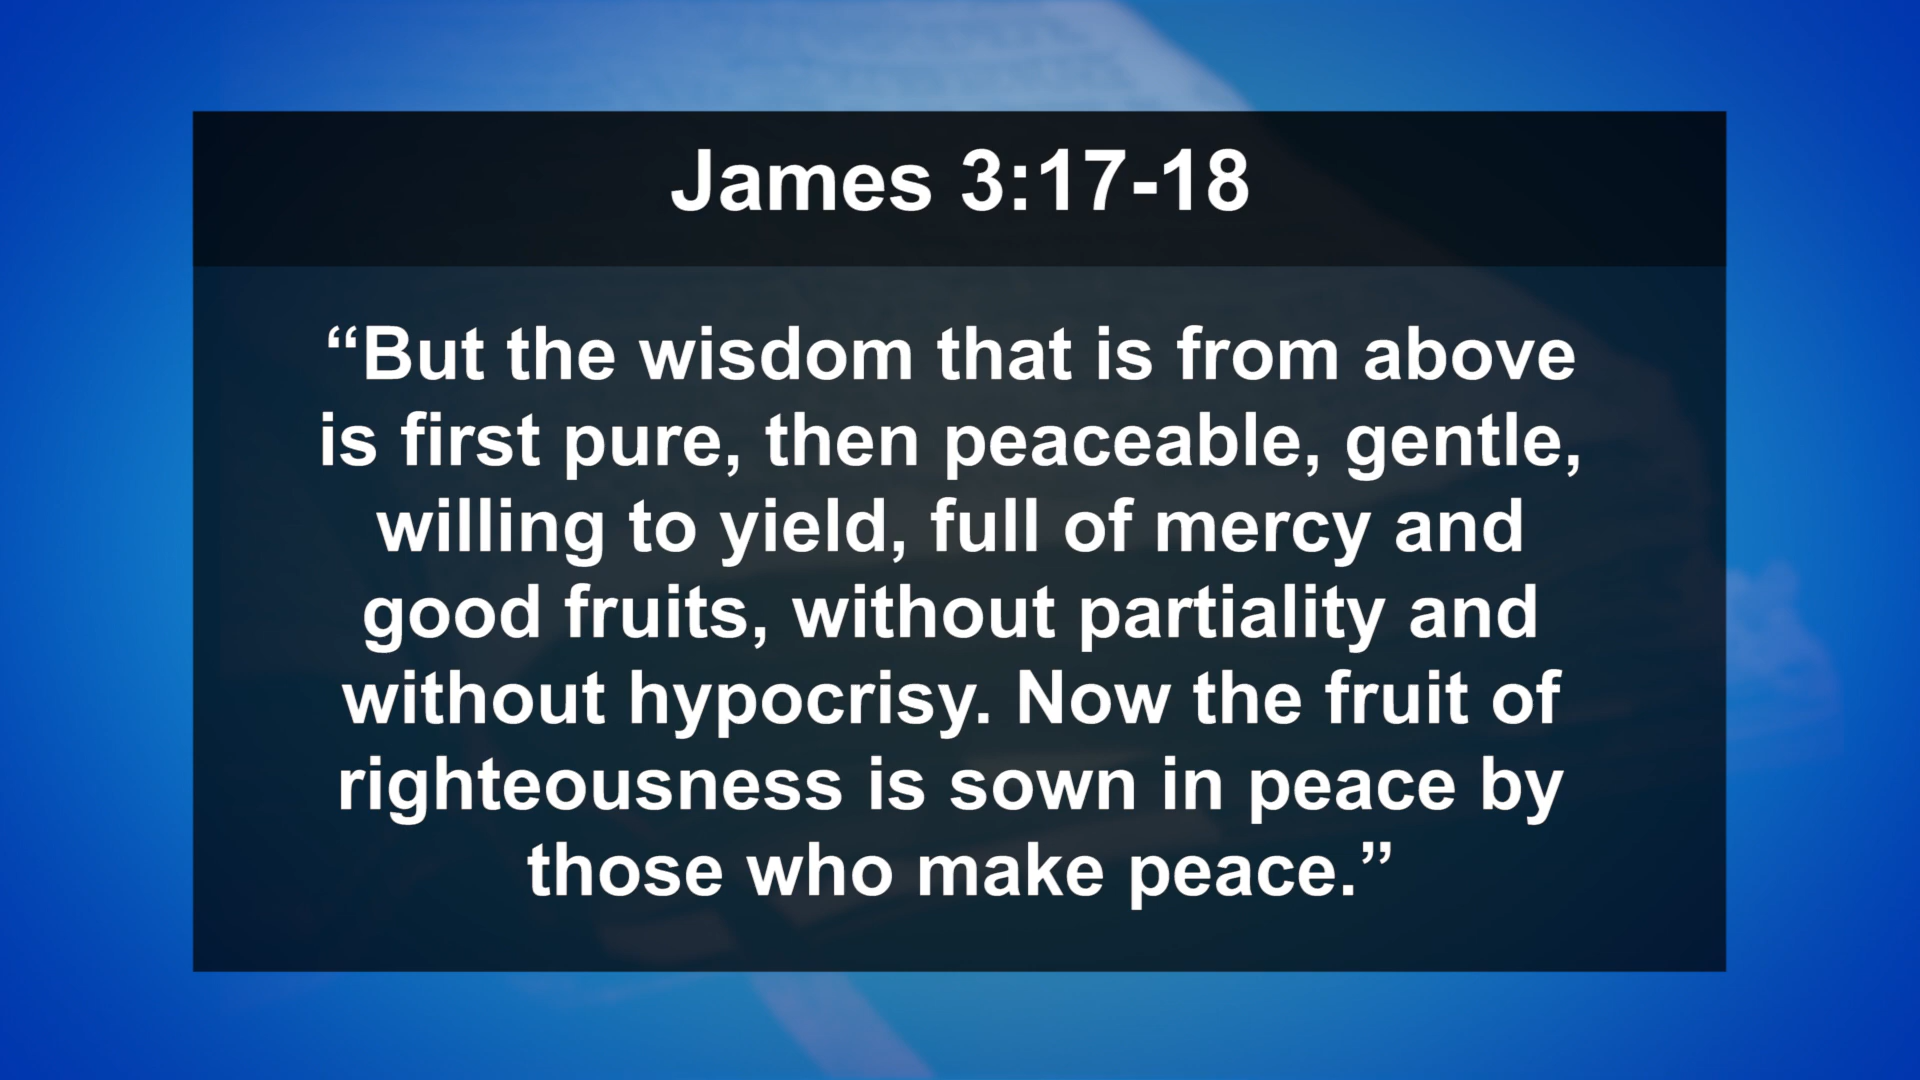 James 3:17-18
“But the wisdom that is from above
is first pure, then peaceable, gentle,
willing to yield, full of mercy and
good fruits, without partiality and
without hypocrisy. Now the fruit of
righteousness is sown in peace by
those who make peace.”